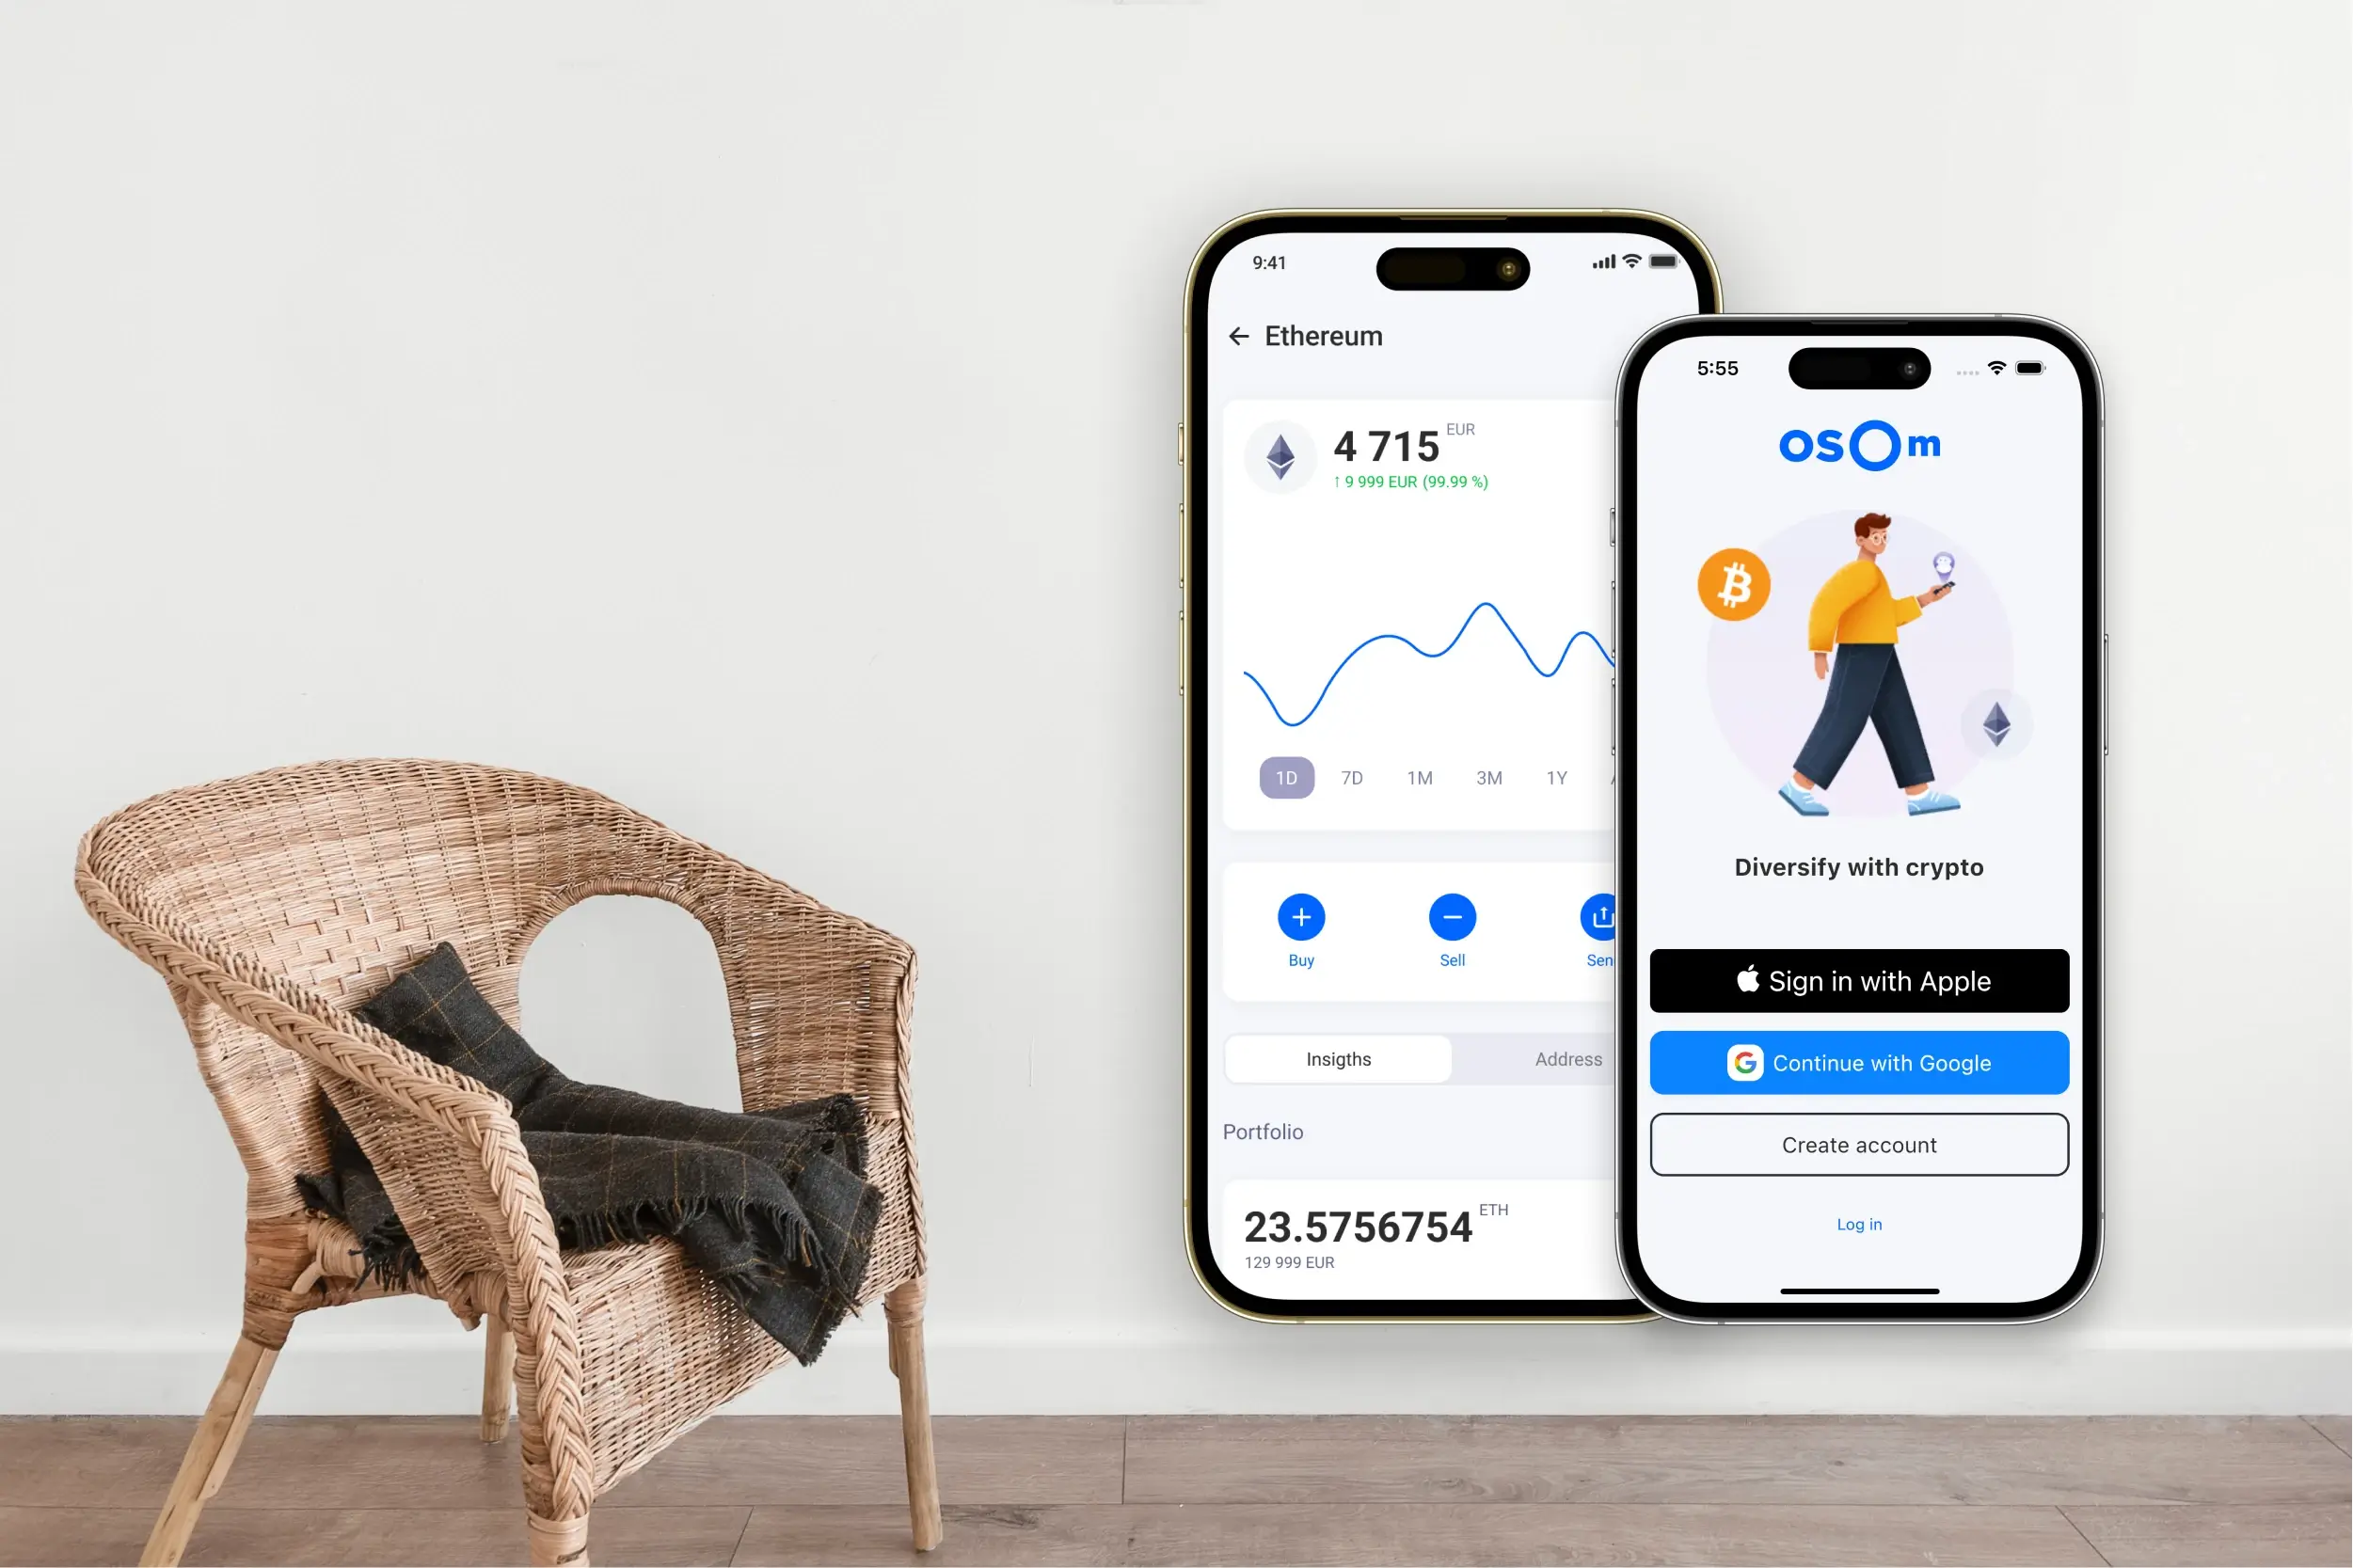 9:41
← Ethereum
4 715 EUR
↑ 9 999 EUR (99.99 %)
1D 7D 1M 3M 1Y
Buy Sell
Insigths Address
Portfolio
23.5756754 ETH
129 999 EUR
5:55
osom
Diversify with crypto
Sign in with Apple
Continue with Google
Create account
Log in